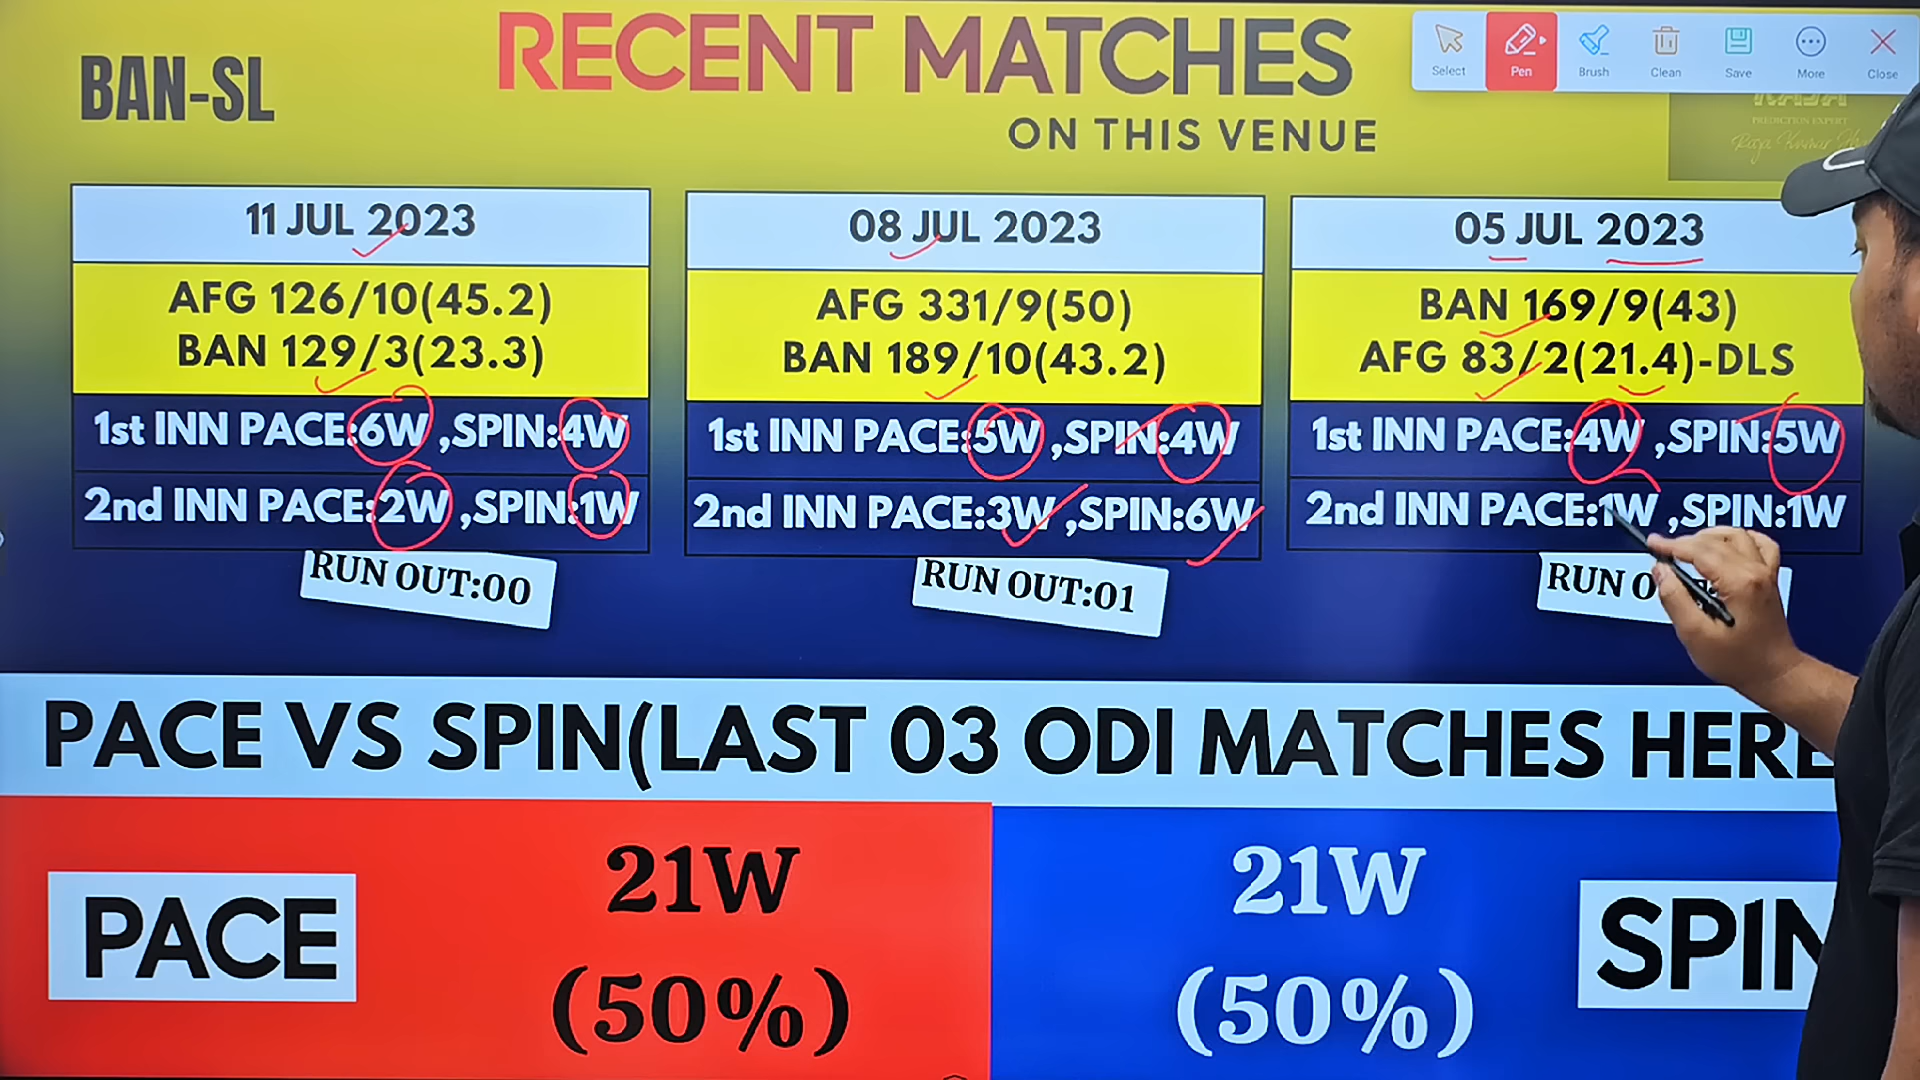 BAN-SL
RECENT MATCHES
ON THIS VENUE
Select
Pen
Brush
Clean
Save
More
Close
PREDICTION EXPERT
11 JUL 2023
AFG 126/10(45.2)
BAN 129/3(23.3)
1st INN PACE:6W ,SPIN:4W
2nd INN PACE:2W ,SPIN:1W
RUN OUT:00
08 JUL 2023
AFG 331/9(50)
BAN 189/10(43.2)
1st INN PACE:5W ,SPIN:4W
2nd INN PACE:3W ,SPIN:6W
RUN OUT:01
05 JUL 2023
BAN 169/9(43)
AFG 83/2(21.4)-DLS
1st INN PACE:4W ,SPIN:5W
2nd INN PACE:1W ,SPIN:1W
RUN
PACE VS SPIN(LAST 03 ODI MATCHES HERE
PACE
21W
(50%)
21W
(50%)
SPIN